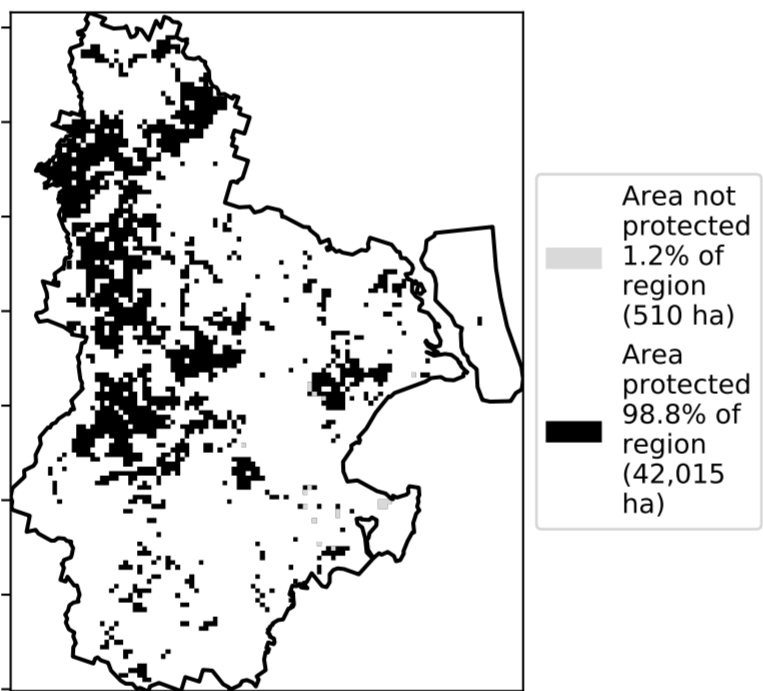 Area not
protected
1.2% of
region
(510 ha)
Area
protected
98.8% of
region
(42,015
ha)